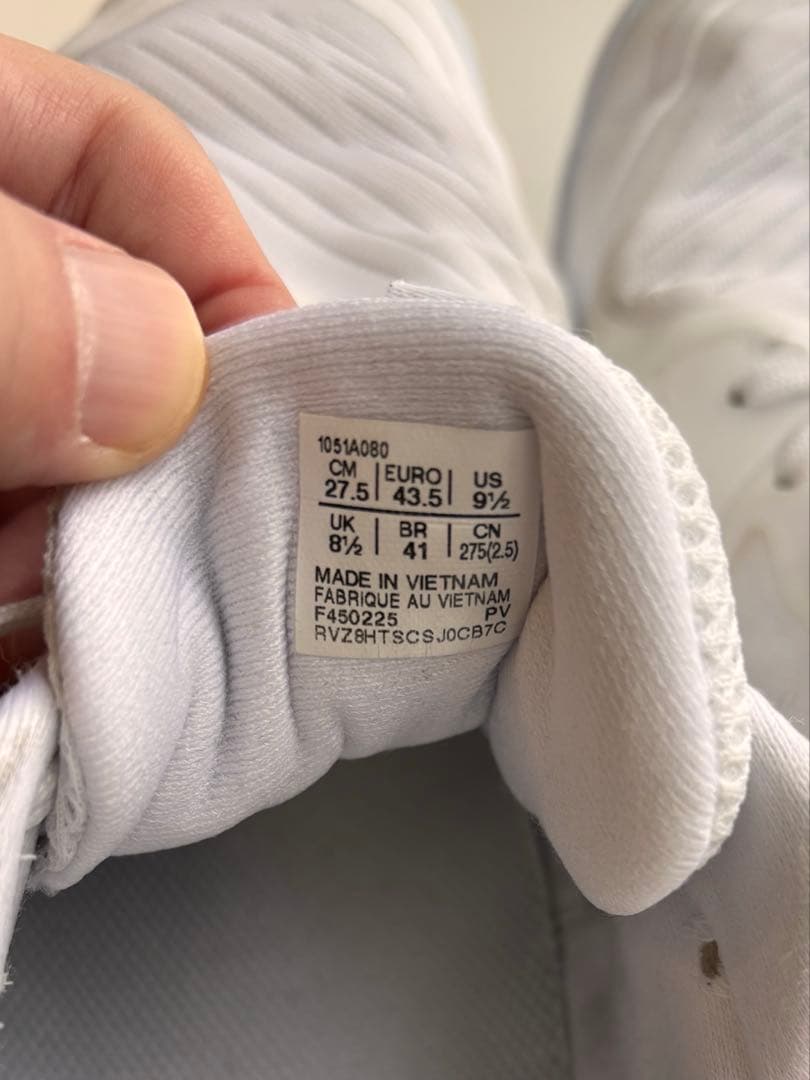 1051A080
CM | EURO | US
27.5 | 43.5 | 9½
UK | BR | CN
8½ | 41 | 275(2.5)
MADE IN VIETNAM
FABRIQUE AU VIETNAM
F450225 PV
RVZ8HTSCSJ0CB7C